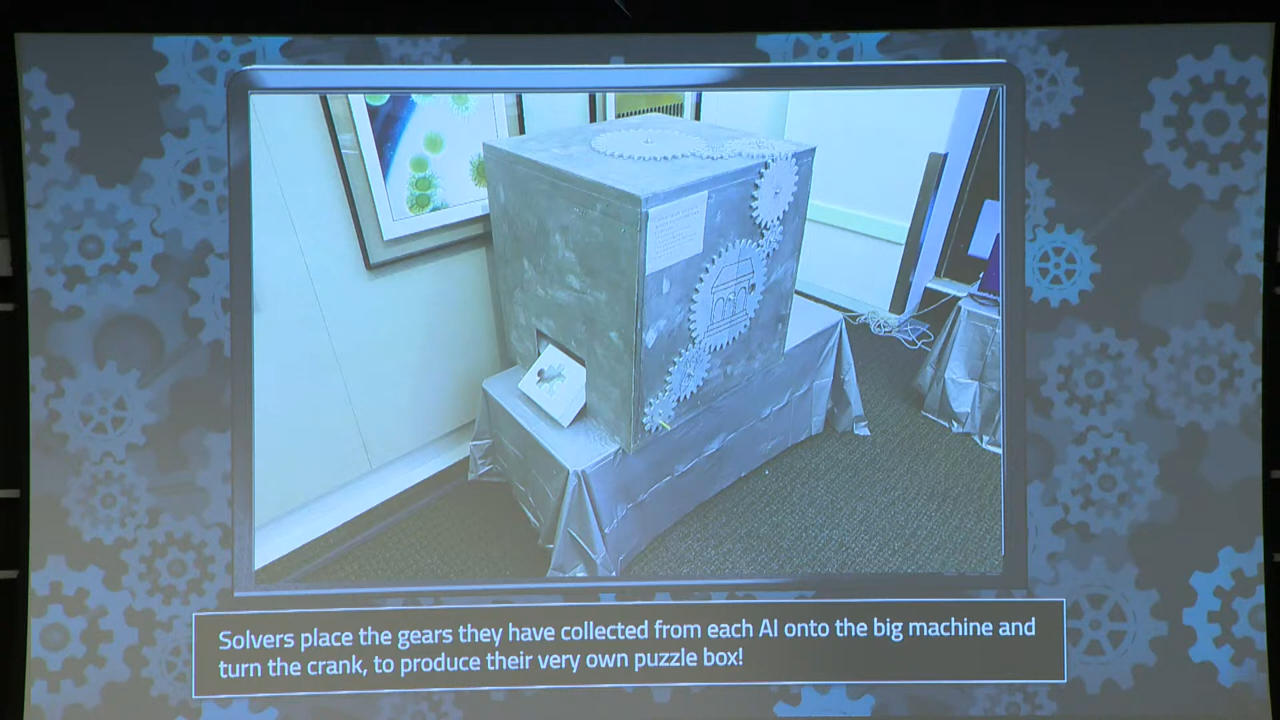 Solvers place the gears they have collected from each AI onto the big machine and
turn the crank, to produce their very own puzzle box!